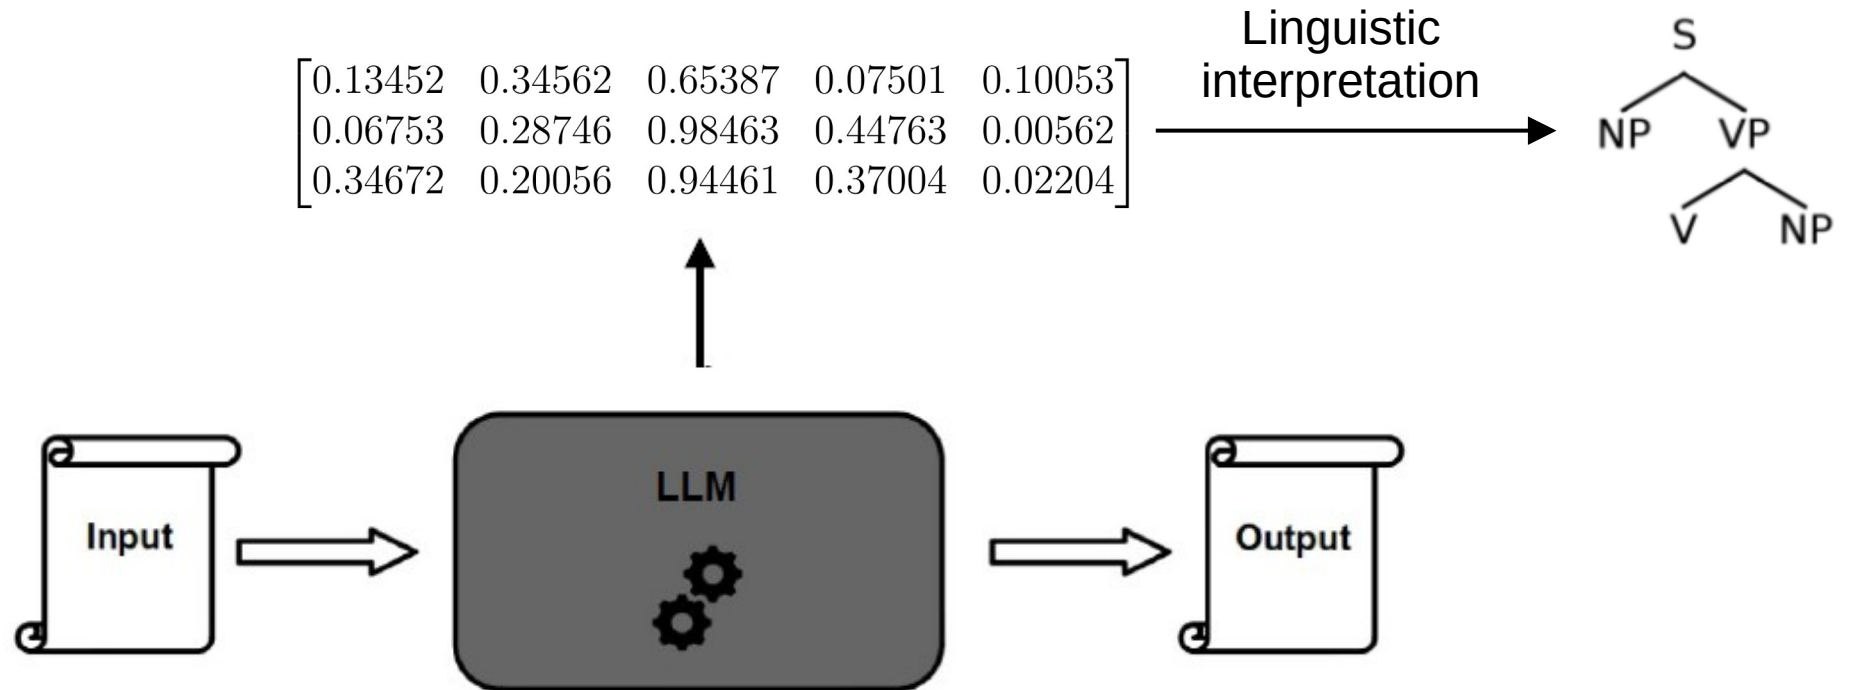 Linguistic
interpretation
0.13452 0.34562 0.65387 0.07501 0.10053
0.06753 0.28746 0.98463 0.44763 0.00562
0.34672 0.20056 0.94461 0.37004 0.02204
S
NP VP
V NP
Input
LLM
Output